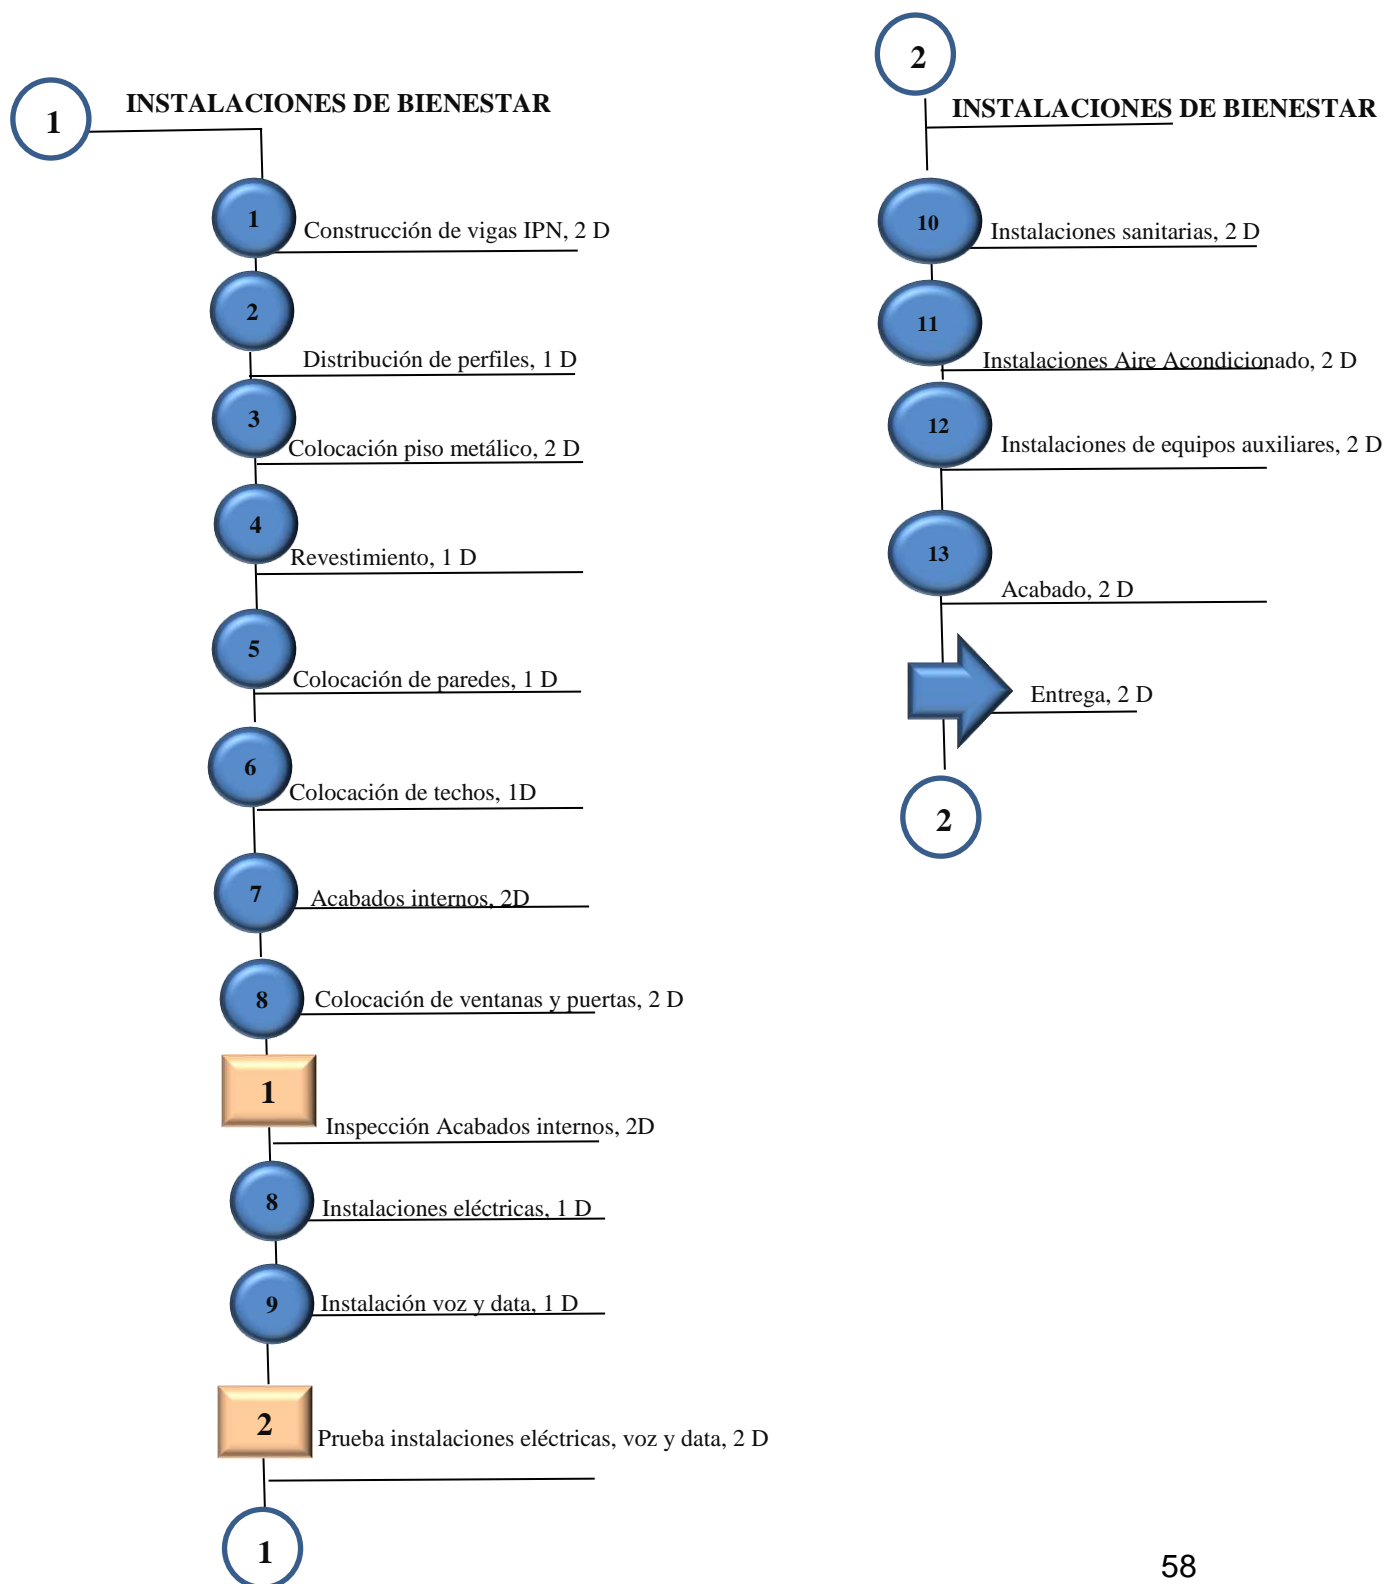 1
INSTALACIONES DE BIENESTAR
1
Construcción de vigas IPN, 2 D
2
Distribución de perfiles, 1 D
3
Colocación piso metálico, 2 D
4
Revestimiento, 1 D
5
Colocación de paredes, 1 D
6
Colocación de techos, 1D
7
Acabados internos, 2D
8
Colocación de ventanas y puertas, 2 D
1
Inspección Acabados internos, 2D
8
Instalaciones eléctricas, 1 D
9
Instalación voz y data, 1 D
2
Prueba instalaciones eléctricas, voz y data, 2 D
1
2
INSTALACIONES DE BIENESTAR
10
Instalaciones sanitarias, 2 D
11
Instalaciones Aire Acondicionado, 2 D
12
Instalaciones de equipos auxiliares, 2 D
13
Acabado, 2 D
Entrega, 2 D
2
58